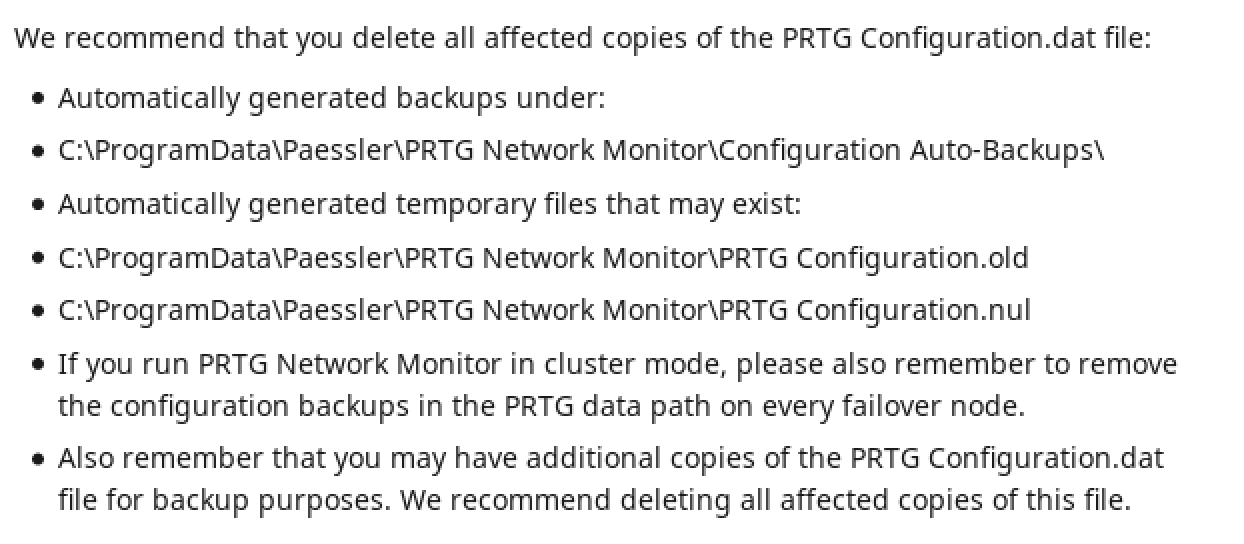 We recommend that you delete all affected copies of the PRTG Configuration.dat file:
• Automatically generated backups under:
• C:\ProgramData\Paessler\PRTG Network Monitor\Configuration Auto-Backups\
• Automatically generated temporary files that may exist:
• C:\ProgramData\Paessler\PRTG Network Monitor\PRTG Configuration.old
• C:\ProgramData\Paessler\PRTG Network Monitor\PRTG Configuration.nul
• If you run PRTG Network Monitor in cluster mode, please also remember to remove
the configuration backups in the PRTG data path on every failover node.
• Also remember that you may have additional copies of the PRTG Configuration.dat
file for backup purposes. We recommend deleting all affected copies of this file.